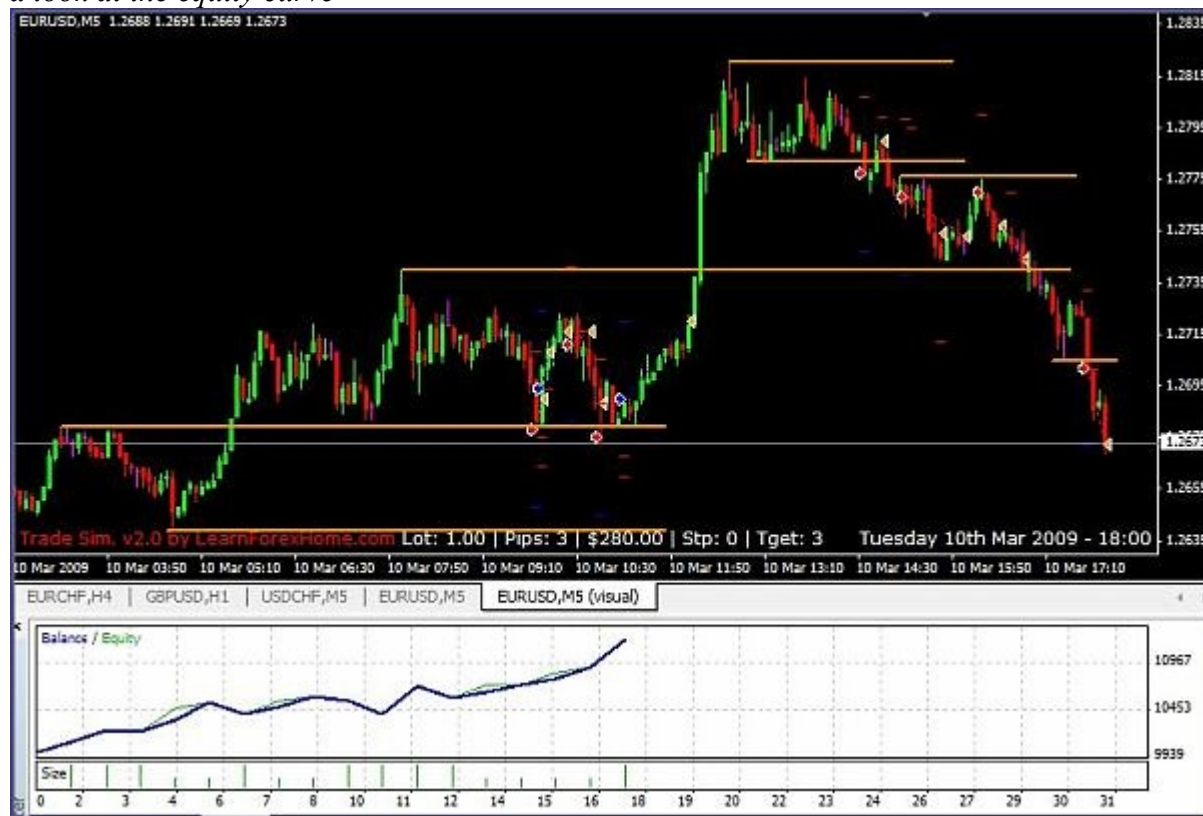 a look at the equity curve
EURUSD,M5 1.2688 1.2691 1.2669 1.2673
1.2835
1.2815
1.2795
1.2775
1.2755
1.2735
1.2715
1.2695
1.2673
1.2655
1.2635
Trade Sim. v2.0 by LearnForexHome.com Lot: 1.00 | Pips: 3 | $280.00 | Stp: 0 | Tget: 3 Tuesday 10th Mar 2009 - 18:00
10 Mar 2009 10 Mar 03:50 10 Mar 05:10 10 Mar 06:30 10 Mar 07:50 10 Mar 09:10 10 Mar 10:30 10 Mar 11:50 10 Mar 13:10 10 Mar 14:30 10 Mar 15:50 10 Mar 17:10
EURCHF,H4 | GBPUSD,H1 | USDCHF,M5 | EURUSD,M5 | EURUSD,M5 (visual)
Balance / Equity
10967
10453
9939
Size
0 2 3 4 6 7 8 10 11 12 14 15 16 18 19 20 22 23 24 26 27 29 30 31